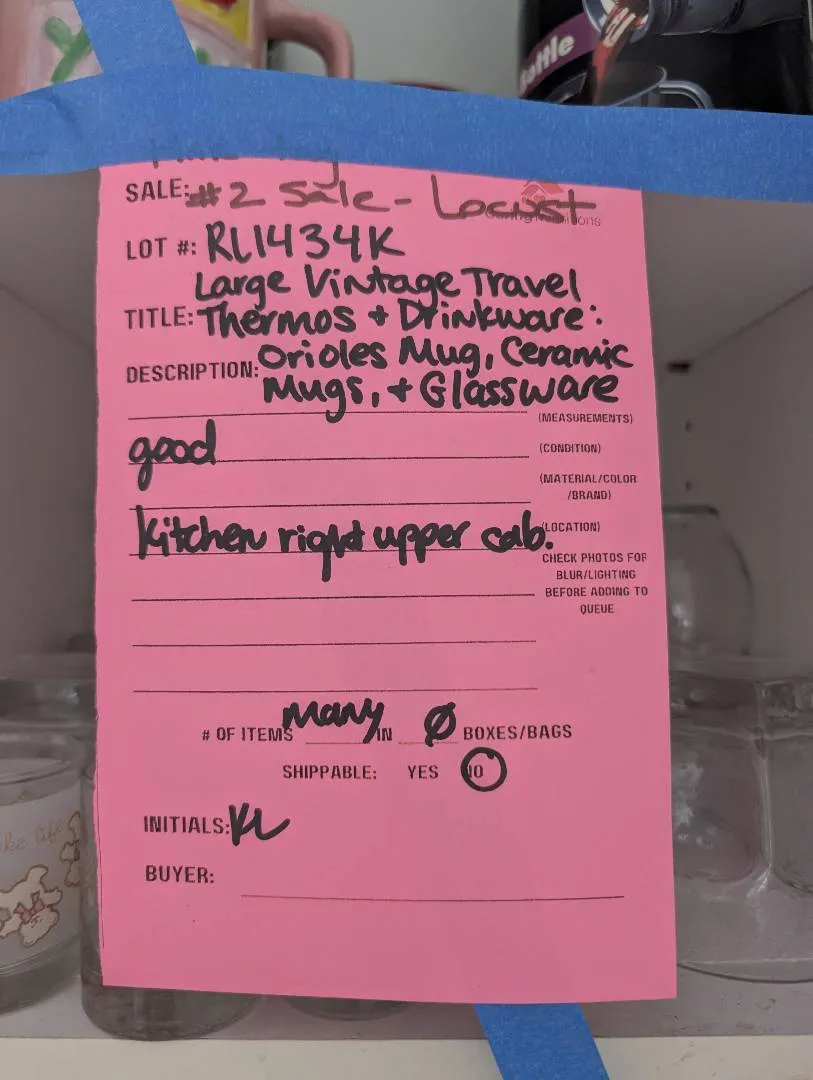 ottle
SALE: #2 Sale - Locust
LOT #: RL1434K
Large Vintage Travel
TITLE: Thermos + Drinkware:
DESCRIPTION: Orioles Mug, Ceramic
Mugs, + Glassware
(MEASUREMENTS)
good (CONDITION)
(MATERIAL/COLOR
/BRAND)
Kitchen right upper cab. (LOCATION)
CHECK PHOTOS FOR
BLUR/LIGHTING
BEFORE ADDING TO
QUEUE
# OF ITEMS many IN Ø BOXES/BAGS
SHIPPABLE: YES NO
INITIALS: KL
BUYER: